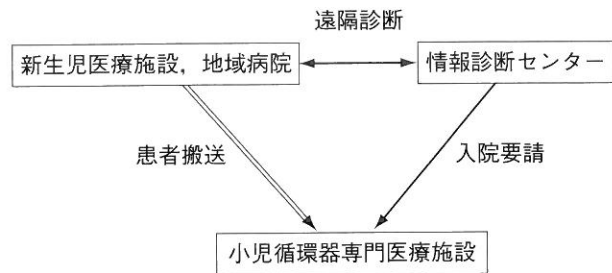 遠隔診断
新生児医療施設，地域病院
情報診断センター
患者搬送
入院要請
小児循環器専門医療施設